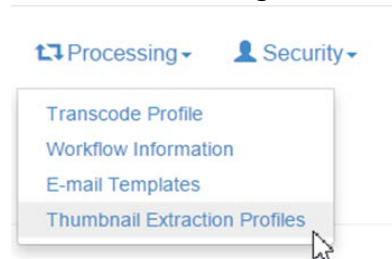 Processing Security
Transcode Profile
Workflow Information
E-mail Templates
Thumbnail Extraction Profiles